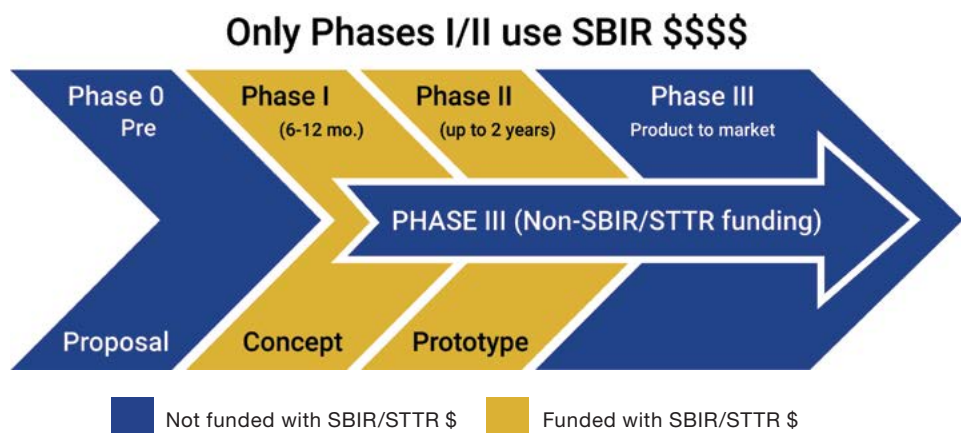 Only Phases I/II use SBIR $$$$
Phase 0
Pre
Phase I
(6-12 mo.)
Phase II
(up to 2 years)
Phase III
Product to market
PHASE III (Non-SBIR/STTR funding)
Proposal
Concept
Prototype
Not funded with SBIR/STTR $
Funded with SBIR/STTR $